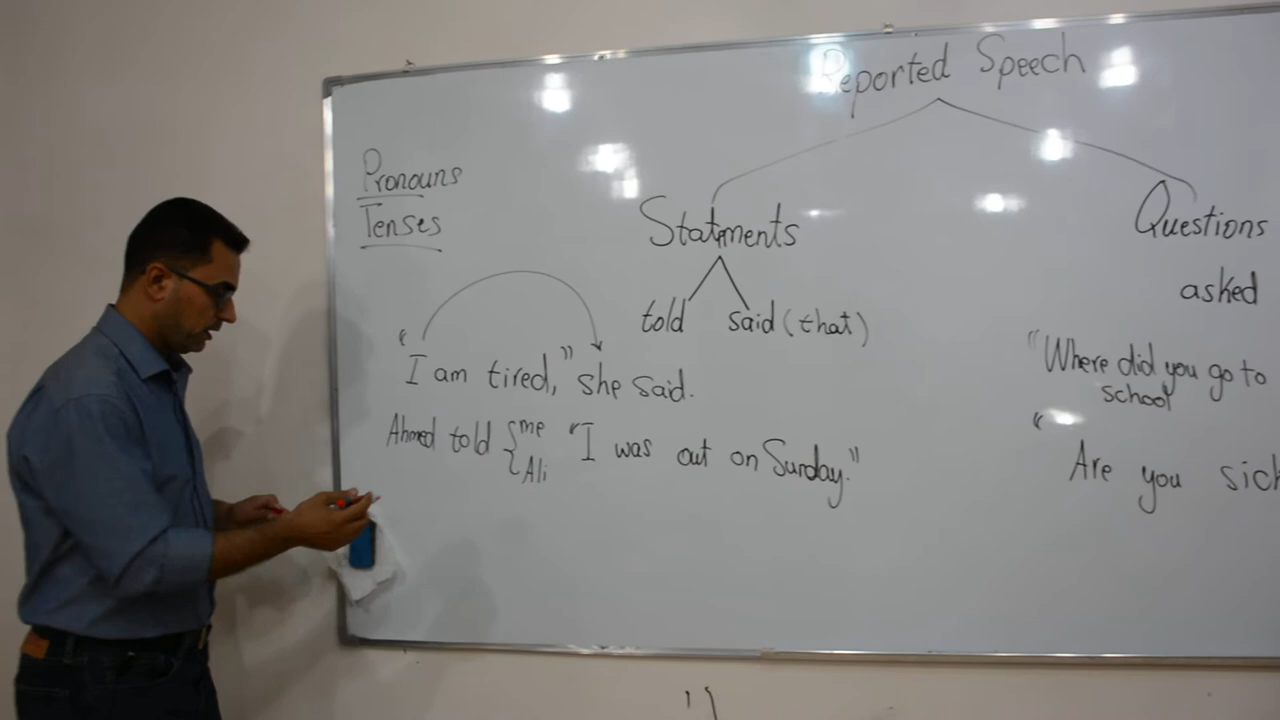 Reported Speech
Pronouns
Tenses
Statments
told said (that)
"I am tired," she said.
Ahmed told { me "I was out on Sunday."
Ali
Questions
asked
"Where did you go to
school
"
Are you sick